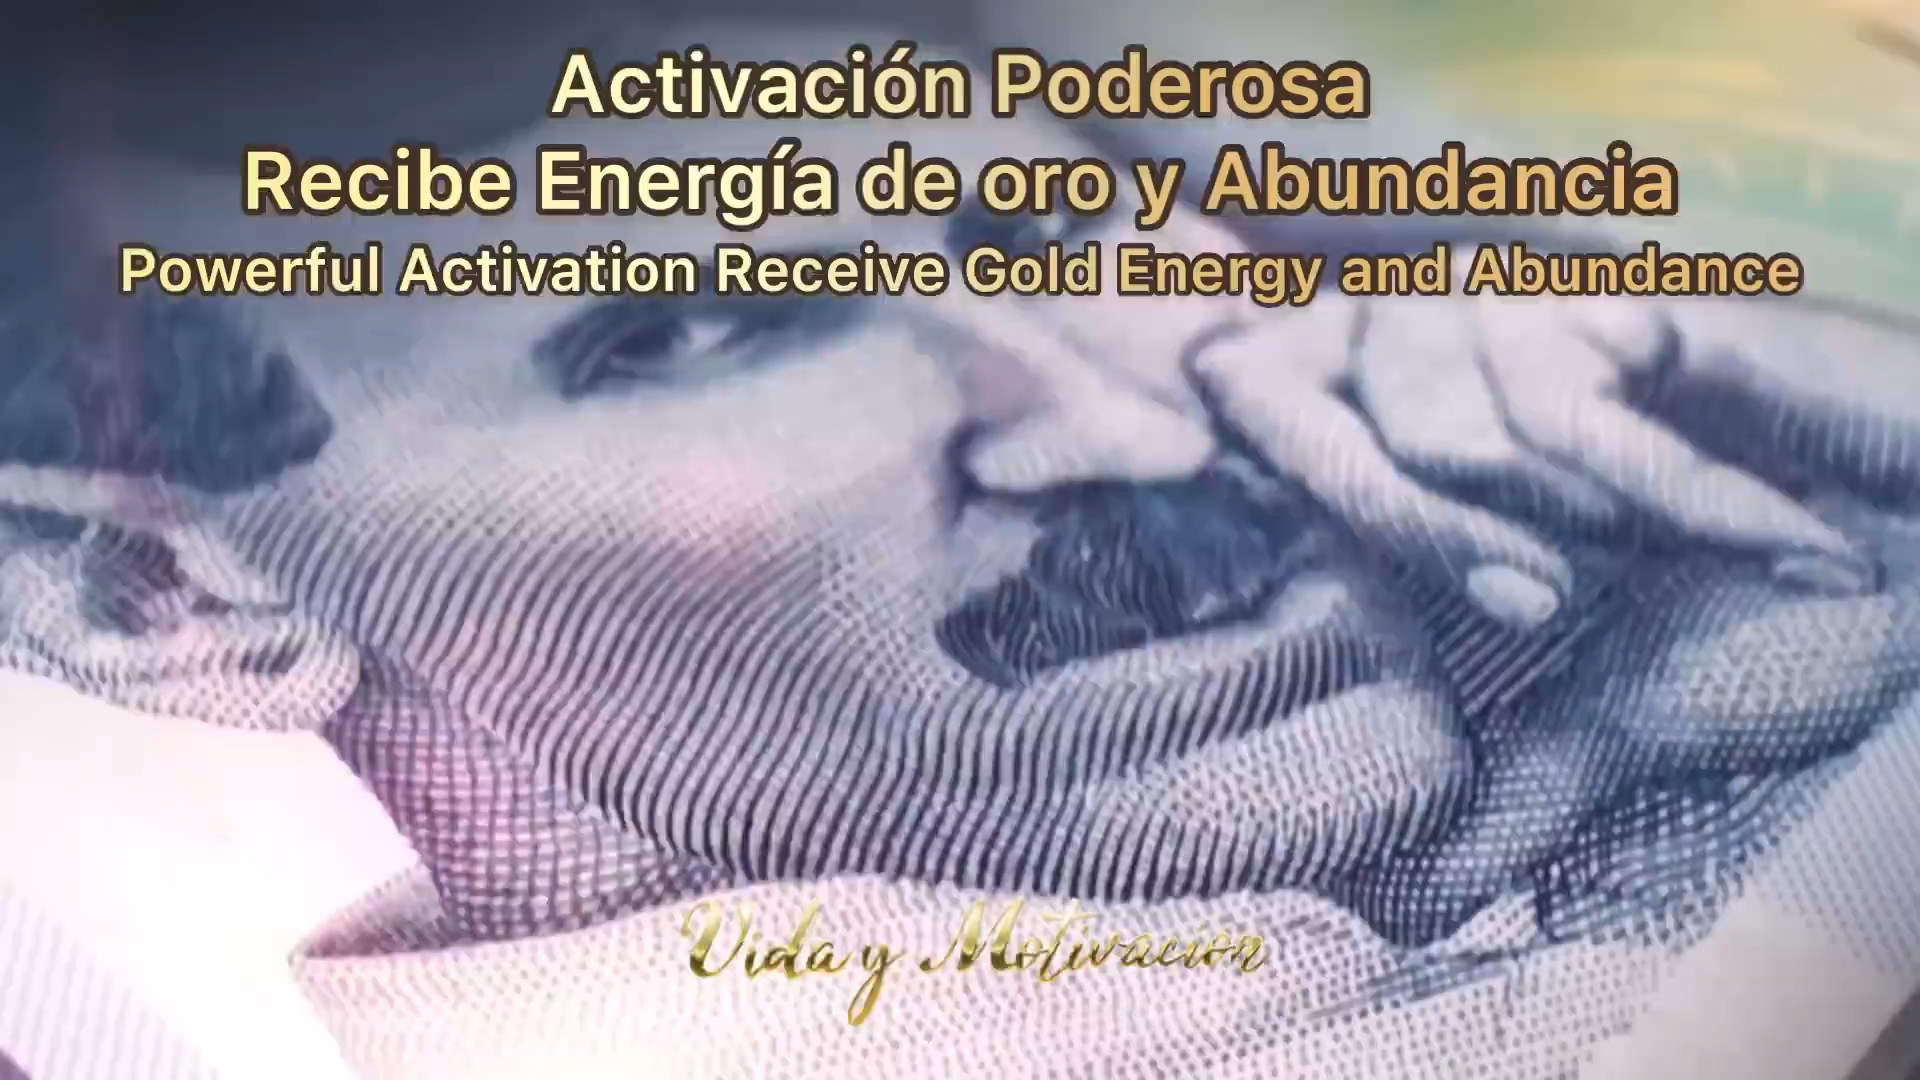 Activación Poderosa
Recibe Energía de oro y Abundancia
Powerful Activation Receive Gold Energy and Abundance
Vida y Motivación